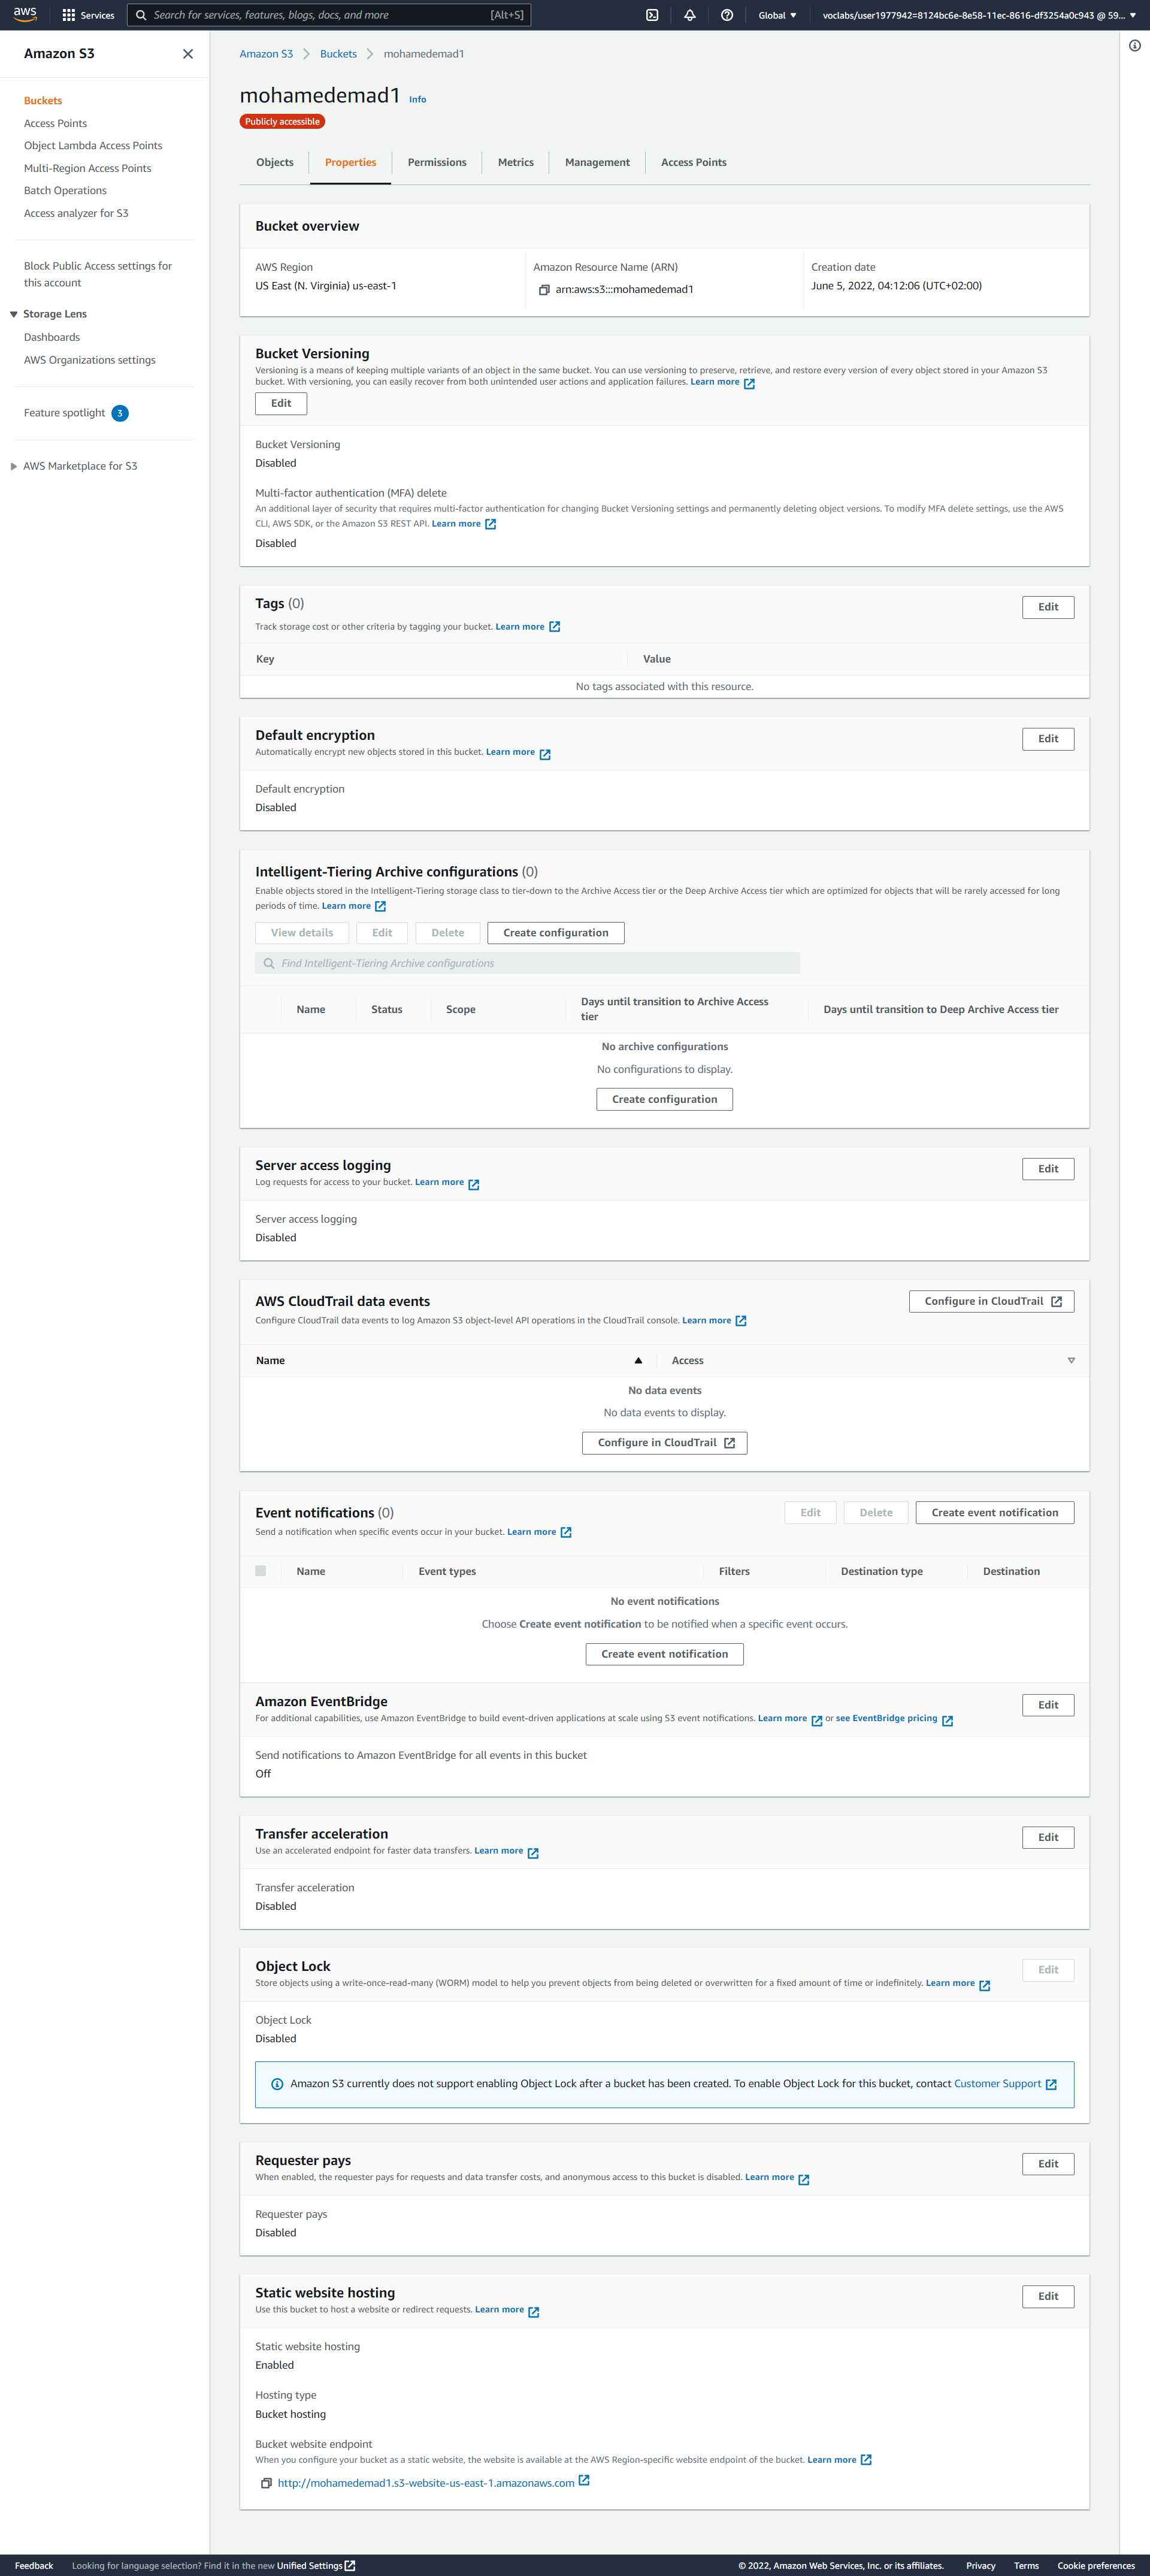 aws
Services
Search for services, features, blogs, docs, and more
[Alt+S]
Global
voclabs/user1977942=8124bc6e-8e58-11ec-8616-df3254a0c943 @ 59...
Amazon S3
Buckets
Access Points
Object Lambda Access Points
Multi-Region Access Points
Batch Operations
Access analyzer for S3
Block Public Access settings for
this account
Storage Lens
Dashboards
AWS Organizations settings
Feature spotlight 3
AWS Marketplace for S3
Amazon S3 Buckets mohamedemad1
mohamedemad1 Info
Publicly accessible
Objects Properties Permissions Metrics Management Access Points
Bucket overview
AWS Region
US East (N. Virginia) us-east-1
Amazon Resource Name (ARN)
arn:aws:s3:::mohamedemad1
Creation date
June 5, 2022, 04:12:06 (UTC+02:00)
Bucket Versioning
Versioning is a means of keeping multiple variants of an object in the same bucket. You can use versioning to preserve, retrieve, and restore every version of every object stored in your Amazon S3
bucket. With versioning, you can easily recover from both unintended user actions and application failures. Learn more
Edit
Bucket Versioning
Disabled
Multi-factor authentication (MFA) delete
An additional layer of security that requires multi-factor authentication for changing Bucket Versioning settings and permanently deleting object versions. To modify MFA delete settings, use the AWS
CLI, AWS SDK, or the Amazon S3 REST API. Learn more
Disabled
Tags (0)
Edit
Track storage cost or other criteria by tagging your bucket. Learn more
Key Value
No tags associated with this resource.
Default encryption
Edit
Automatically encrypt new objects stored in this bucket. Learn more
Default encryption
Disabled
Intelligent-Tiering Archive configurations (0)
Enable objects stored in the Intelligent-Tiering storage class to tier-down to the Archive Access tier or the Deep Archive Access tier which are optimized for objects that will be rarely accessed for long
periods of time. Learn more
View details Edit Delete Create configuration
Find Intelligent-Tiering Archive configurations
Name Status Scope
Days until transition to Archive Access
tier
Days until transition to Deep Archive Access tier
No archive configurations
No configurations to display.
Create configuration
Server access logging
Edit
Log requests for access to your bucket. Learn more
Server access logging
Disabled
AWS CloudTrail data events
Configure in CloudTrail
Configure CloudTrail data events to log Amazon S3 object-level API operations in the CloudTrail console. Learn more
Name Access
No data events
No data events to display.
Configure in CloudTrail
Event notifications (0)
Edit Delete Create event notification
Send a notification when specific events occur in your bucket. Learn more
Name Event types Filters Destination type Destination
No event notifications
Choose Create event notification to be notified when a specific event occurs.
Create event notification
Amazon EventBridge
Edit
For additional capabilities, use Amazon EventBridge to build event-driven applications at scale using S3 event notifications. Learn more or see EventBridge pricing
Send notifications to Amazon EventBridge for all events in this bucket
Off
Transfer acceleration
Edit
Use an accelerated endpoint for faster data transfers. Learn more
Transfer acceleration
Disabled
Object Lock
Edit
Store objects using a write-once-read-many (WORM) model to help you prevent objects from being deleted or overwritten for a fixed amount of time or indefinitely. Learn more
Object Lock
Disabled
Amazon S3 currently does not support enabling Object Lock after a bucket has been created. To enable Object Lock for this bucket, contact Customer Support
Requester pays
Edit
When enabled, the requester pays for requests and data transfer costs, and anonymous access to this bucket is disabled. Learn more
Requester pays
Disabled
Static website hosting
Edit
Use this bucket to host a website or redirect requests. Learn more
Static website hosting
Enabled
Hosting type
Bucket hosting
Bucket website endpoint
When you configure your bucket as a static website, the website is available at the AWS Region-specific website endpoint of the bucket. Learn more
http://mohamedemad1.s3-website-us-east-1.amazonaws.com
Feedback Looking for language selection? Find it in the new Unified Settings
© 2022, Amazon Web Services, Inc. or its affiliates. Privacy Terms Cookie preferences